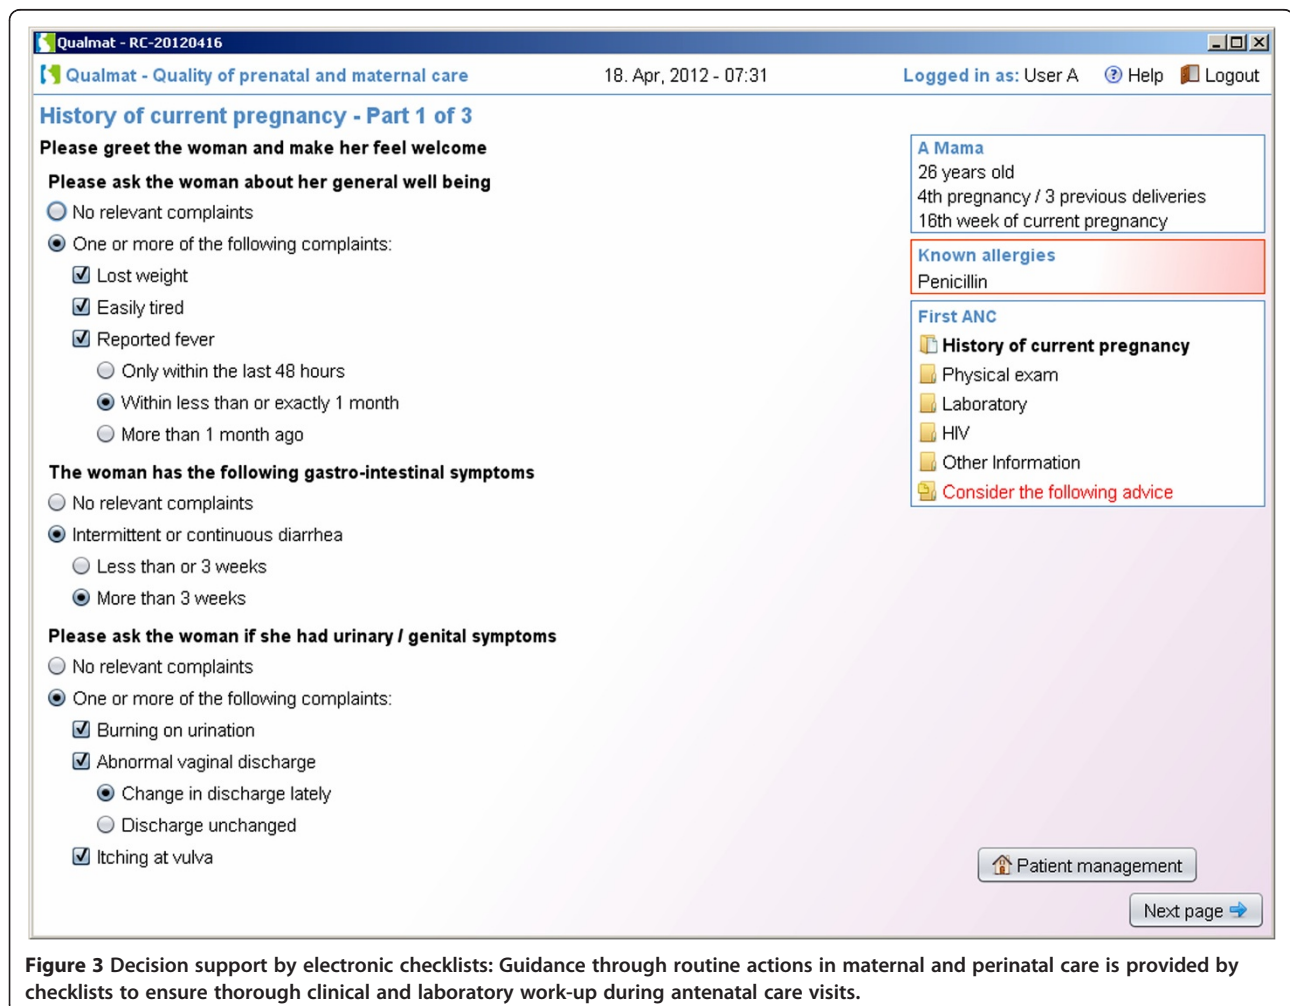 Qualmat - RC-20120416
Qualmat - Quality of prenatal and maternal care
18. Apr, 2012 - 07:31
Logged in as: User A
Help
Logout
History of current pregnancy - Part 1 of 3
Please greet the woman and make her feel welcome
Please ask the woman about her general well being
No relevant complaints
One or more of the following complaints:
Lost weight
Easily tired
Reported fever
Only within the last 48 hours
Within less than or exactly 1 month
More than 1 month ago
The woman has the following gastro-intestinal symptoms
No relevant complaints
Intermittent or continuous diarrhea
Less than or 3 weeks
More than 3 weeks
Please ask the woman if she had urinary / genital symptoms
No relevant complaints
One or more of the following complaints:
Burning on urination
Abnormal vaginal discharge
Change in discharge lately
Discharge unchanged
Itching at vulva
A Mama
26 years old
4th pregnancy / 3 previous deliveries
16th week of current pregnancy
Known allergies
Penicillin
First ANC
History of current pregnancy
Physical exam
Laboratory
HIV
Other Information
Consider the following advice
Patient management
Next page
Figure 3 Decision support by electronic checklists: Guidance through routine actions in maternal and perinatal care is provided by
checklists to ensure thorough clinical and laboratory work-up during antenatal care visits.